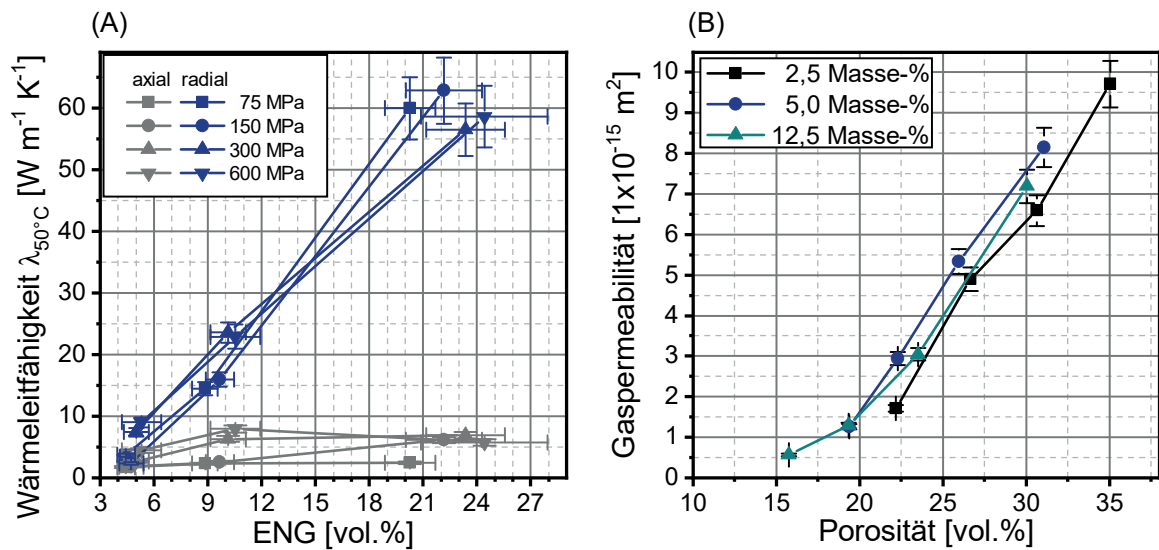 (A)
Wärmeleitfähigkeit λ50°C [W m-1 K-1]
60
50
40
30
20
10
0
axial radial
75 MPa
150 MPa
300 MPa
600 MPa
3 6 9 12 15 18 21 24 27
ENG [vol.%]
(B)
Gaspermeabilität [1x10-15 m2]
10
9
8
7
6
5
4
3
2
1
0
2,5 Masse-%
5,0 Masse-%
12,5 Masse-%
10 15 20 25 30 35
Porosität [vol.%]